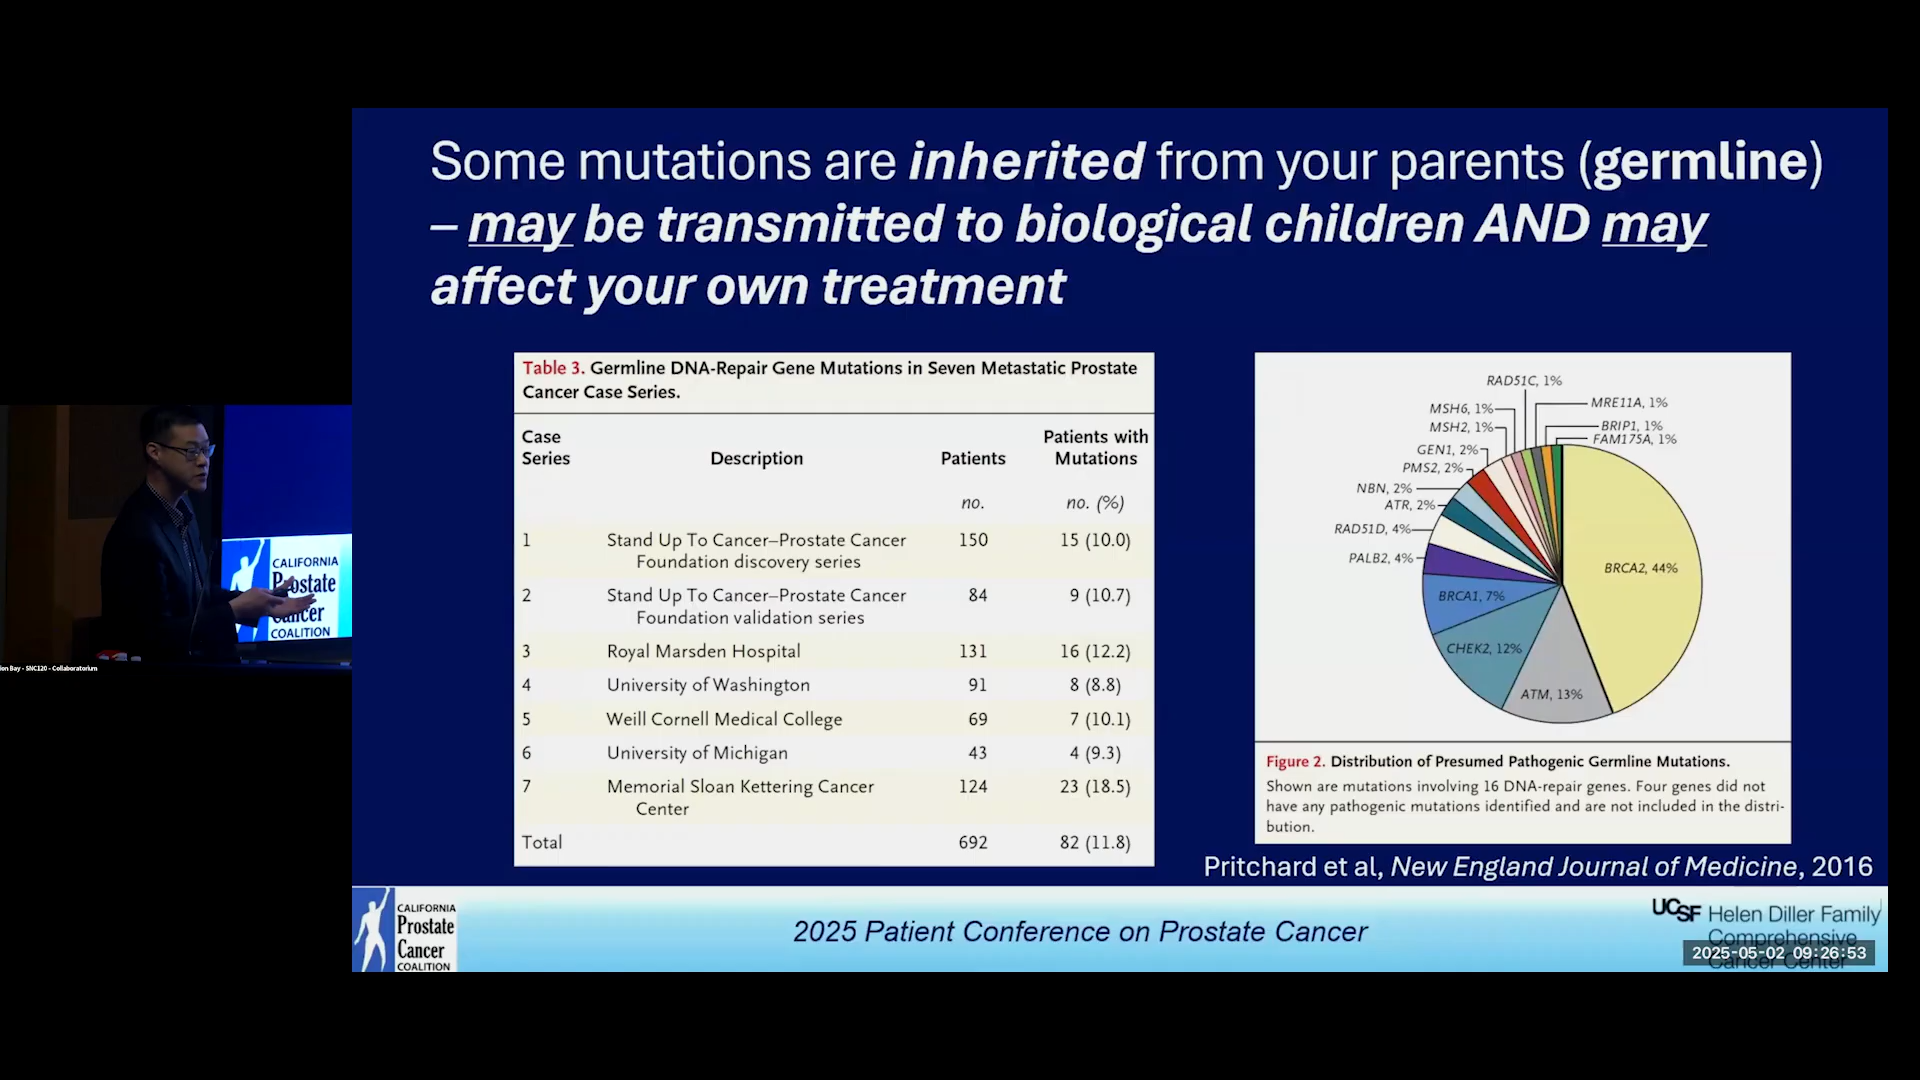 Some mutations are inherited from your parents (germline)
– may be transmitted to biological children AND may
affect your own treatment
Table 3. Germline DNA-Repair Gene Mutations in Seven Metastatic Prostate
Cancer Case Series.
Case
Series
Description
Patients
Patients with
Mutations
no.
no. (%)
1 Stand Up To Cancer–Prostate Cancer 150 15 (10.0)
Foundation discovery series
2 Stand Up To Cancer–Prostate Cancer 84 9 (10.7)
Foundation validation series
3 Royal Marsden Hospital 131 16 (12.2)
4 University of Washington 91 8 (8.8)
5 Weill Cornell Medical College 69 7 (10.1)
6 University of Michigan 43 4 (9.3)
7 Memorial Sloan Kettering Cancer 124 23 (18.5)
Center
Total 692 82 (11.8)
RAD51C, 1%
MSH6, 1%
MRE11A, 1%
MSH2, 1%
BRIP1, 1%
FAM175A, 1%
GEN1, 2%
PMS2, 2%
NBN, 2%
ATR, 2%
RAD51D, 4%
PALB2, 4%
BRCA2, 44%
BRCA1, 7%
CHEK2, 12%
ATM, 13%
Figure 2. Distribution of Presumed Pathogenic Germline Mutations.
Shown are mutations involving 16 DNA-repair genes. Four genes did not
have any pathogenic mutations identified and are not included in the distri-
bution.
Pritchard et al, New England Journal of Medicine, 2016
CALIFORNIA
Prostate
Cancer
COALITION
2025 Patient Conference on Prostate Cancer
UCSF Helen Diller Family
Comprehensive
Cancer Center
2025-05-02 09:26:53
CALIFORNIA
Prostate
Cancer
COALITION
ion Bay - SNC120 - Collaboratorium